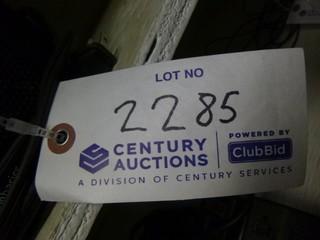 LOT NO
2285
CENTURY
AUCTIONS
POWERED BY
ClubBid
A DIVISION OF CENTURY SERVICES